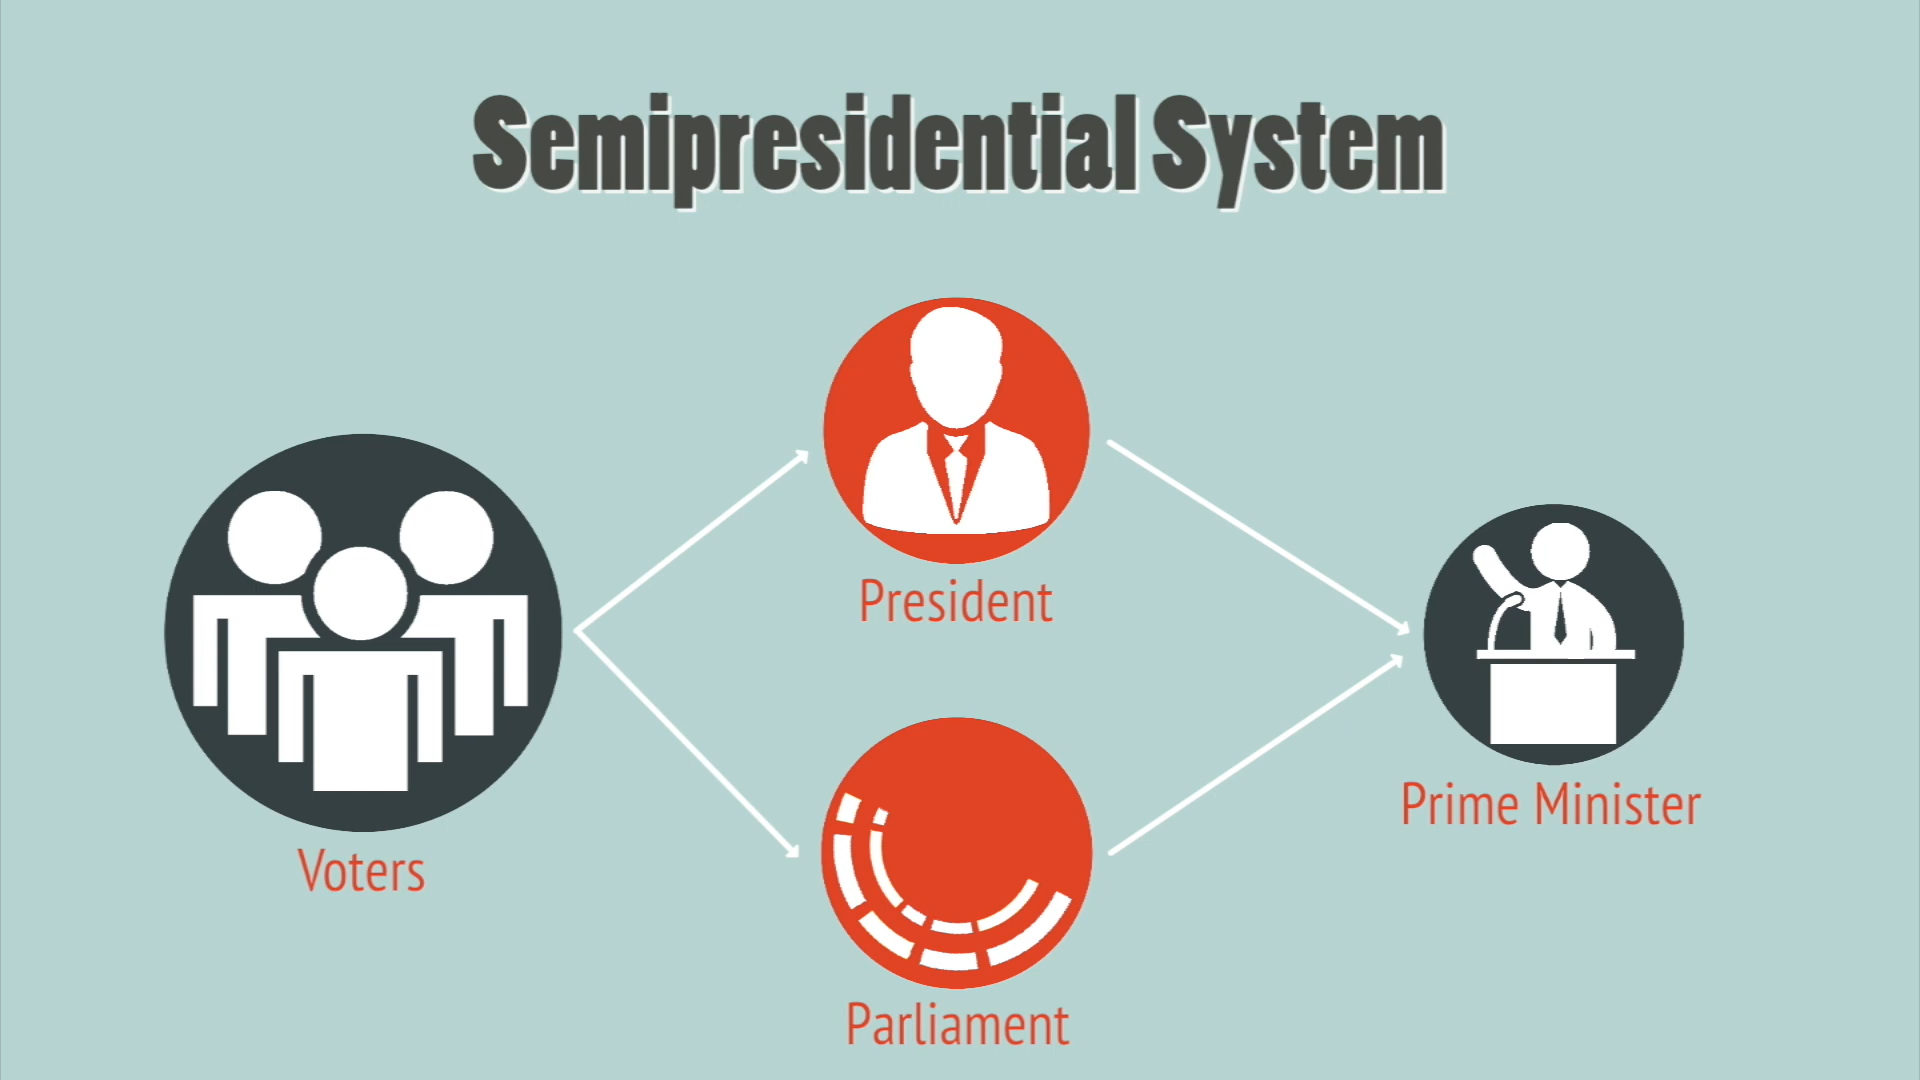 Semipresidential System
President
Prime Minister
Voters
Parliament